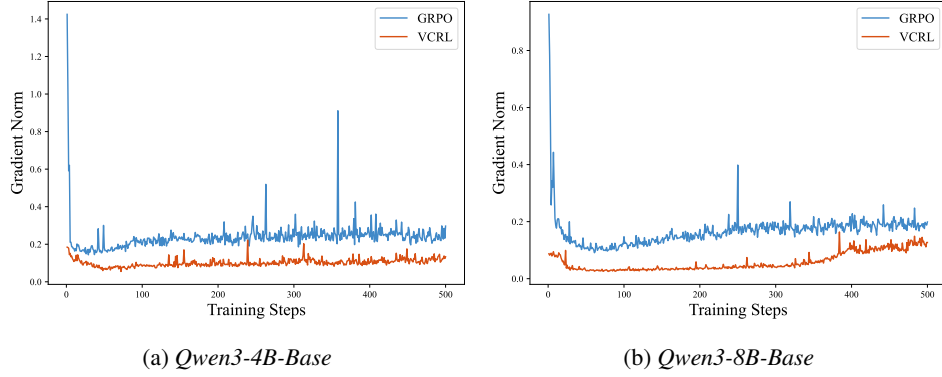 GRPO
VCRL
1.4
1.2
1.0
0.8
0.6
0.4
0.2
0.0
Gradient Norm
0 100 200 300 400 500
Training Steps
(a) Qwen3-4B-Base
GRPO
VCRL
0.8
0.6
0.4
0.2
0.0
Gradient Norm
0 100 200 300 400 500
Training Steps
(b) Qwen3-8B-Base